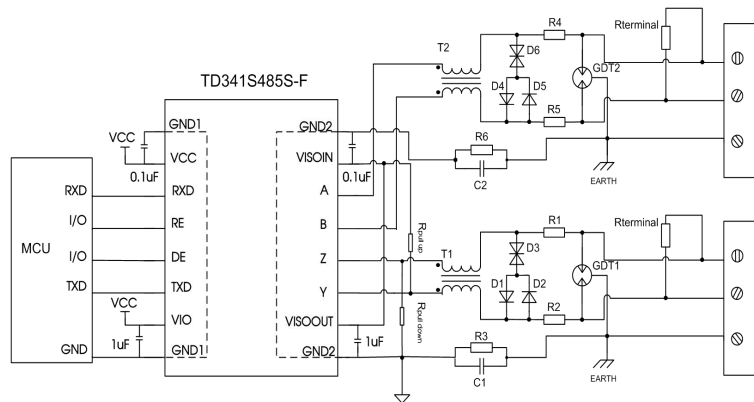 TD341S485S-F
MCU
RXD
I/O
I/O
TXD
GND
VCC
0.1uF
VCC
1uF
GND1
VCC
RXD
RE
DE
TXD
VIO
GND1
GND2
VISOIN
A
B
Z
Y
VISOOUT
GND2
0.1uF
1uF
Rpull up
Rpull down
T2
D6
D4
D5
R4
R5
GDT2
Rterminal
R6
C2
EARTH
T1
D3
D1
D2
R1
R2
GDT1
Rterminal
R3
C1
EARTH